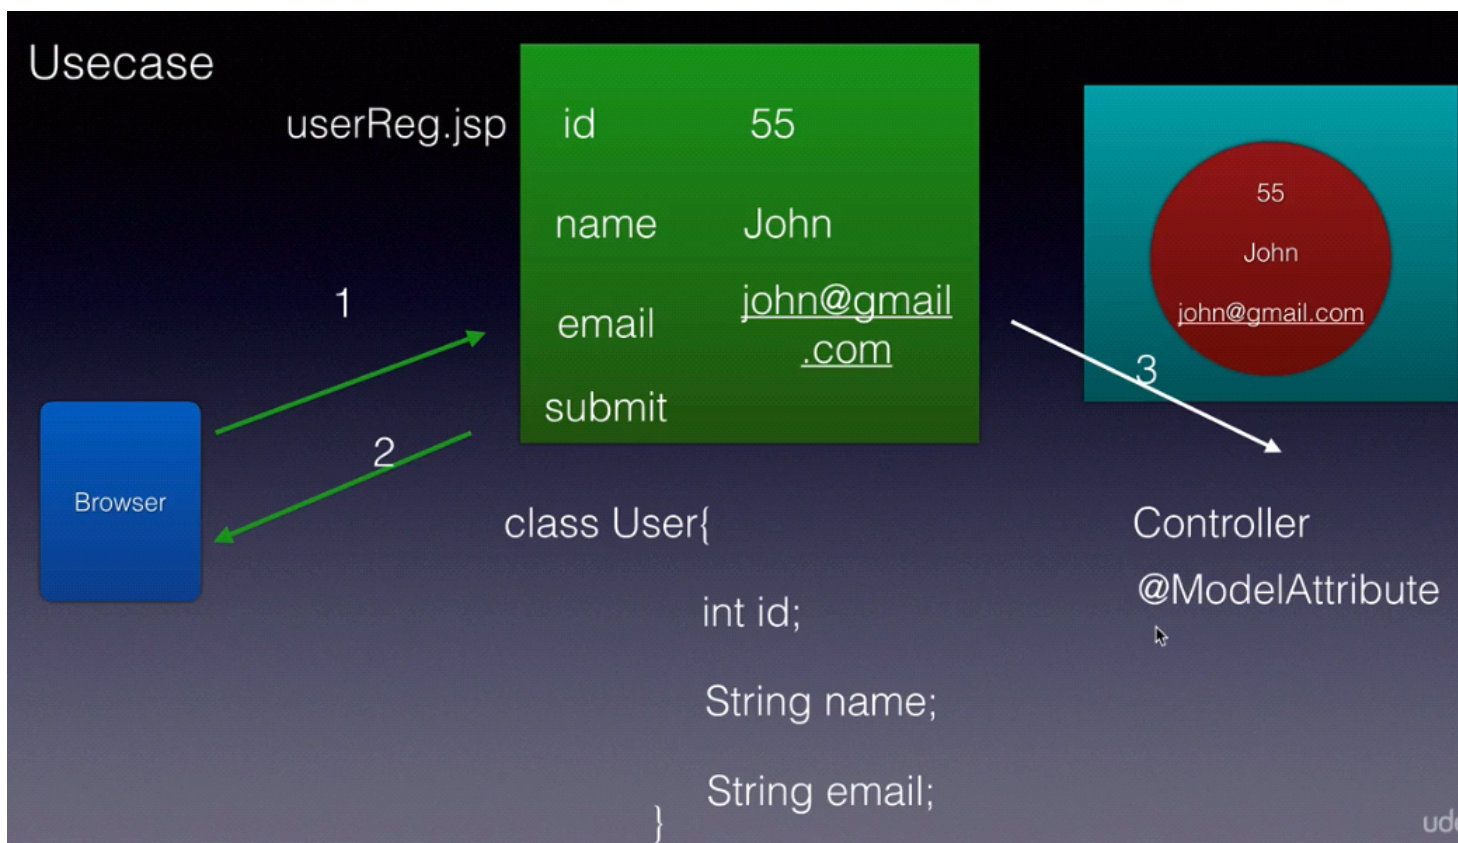 Usecase
userReg.jsp
id 55
name John
email john@gmail
.com
submit
55
John
john@gmail.com
1
2
3
Browser
class User{
int id;
String name;
String email;
}
Controller
@ModelAttribute